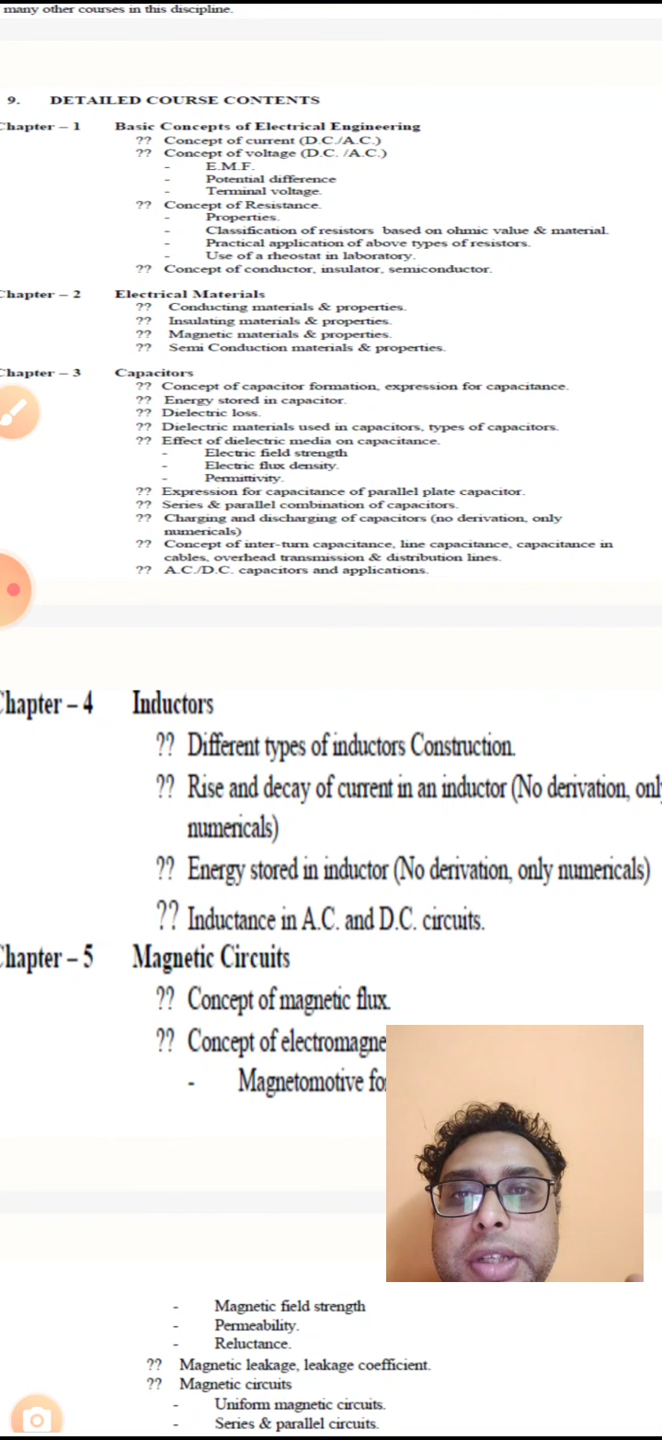 many other courses in this discipline.
9. DETAILED COURSE CONTENTS
Chapter – 1 Basic Concepts of Electrical Engineering
?? Concept of current (D.C./A.C.)
?? Concept of voltage (D.C. /A.C.)
- E.M.F.
- Potential difference
- Terminal voltage.
?? Concept of Resistance.
- Properties.
- Classification of resistors based on ohmic value & material.
- Practical application of above types of resistors.
- Use of a rheostat in laboratory.
?? Concept of conductor, insulator, semiconductor.
Chapter – 2 Electrical Materials
?? Conducting materials & properties.
?? Insulating materials & properties.
?? Magnetic materials & properties.
?? Semi Conduction materials & properties.
Chapter – 3 Capacitors
?? Concept of capacitor formation, expression for capacitance.
?? Energy stored in capacitor.
?? Dielectric loss.
?? Dielectric materials used in capacitors, types of capacitors.
?? Effect of dielectric media on capacitance.
- Electric field strength
- Electric flux density.
- Permittivity.
?? Expression for capacitance of parallel plate capacitor.
?? Series & parallel combination of capacitors.
?? Charging and discharging of capacitors (no derivation, only
numericals)
?? Concept of inter-turn capacitance, line capacitance, capacitance in
cables, overhead transmission & distribution lines.
?? A.C./D.C. capacitors and applications.
Chapter – 4 Inductors
?? Different types of inductors Construction.
?? Rise and decay of current in an inductor (No derivation, onl
numericals)
?? Energy stored in inductor (No derivation, only numericals)
?? Inductance in A.C. and D.C. circuits.
Chapter – 5 Magnetic Circuits
?? Concept of magnetic flux.
?? Concept of electromagne
- Magnetomotive fo
- Magnetic field strength
- Permeability.
- Reluctance.
?? Magnetic leakage, leakage coefficient.
?? Magnetic circuits
- Uniform magnetic circuits.
- Series & parallel circuits.